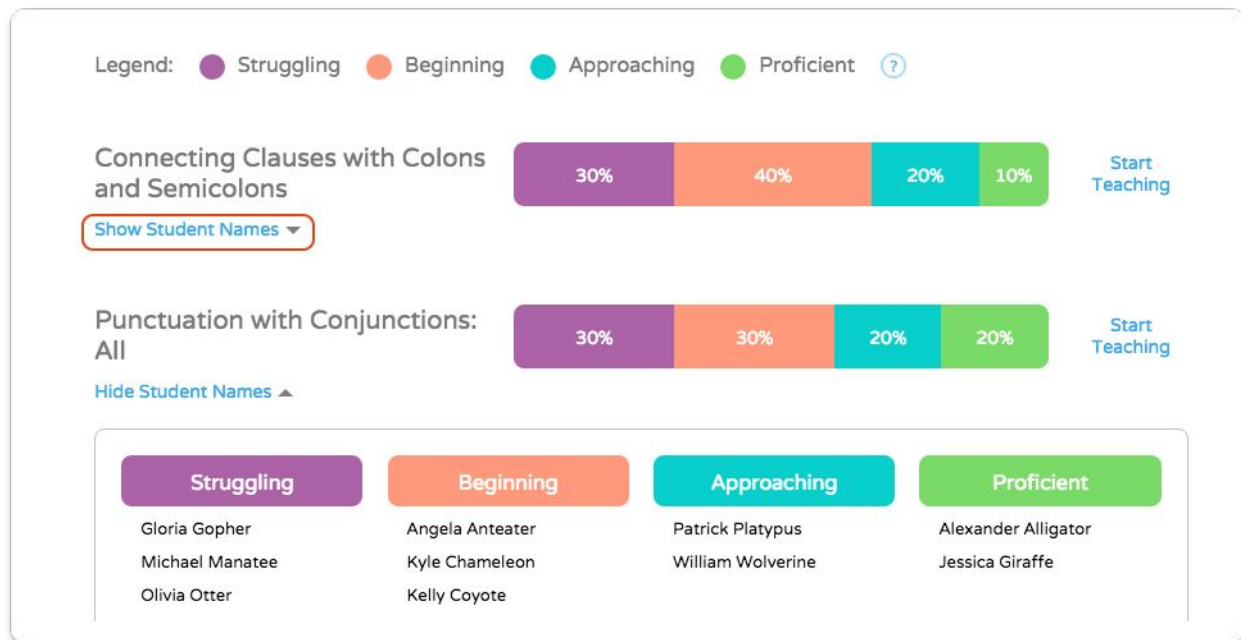 Legend: Struggling Beginning Approaching Proficient ?
Connecting Clauses with Colons
and Semicolons
30% 40% 20% 10%
Start
Teaching
Show Student Names
Punctuation with Conjunctions:
All
30% 30% 20% 20%
Start
Teaching
Hide Student Names
Struggling Beginning Approaching Proficient
Gloria Gopher Angela Anteater Patrick Platypus Alexander Alligator
Michael Manatee Kyle Chameleon William Wolverine Jessica Giraffe
Olivia Otter Kelly Coyote